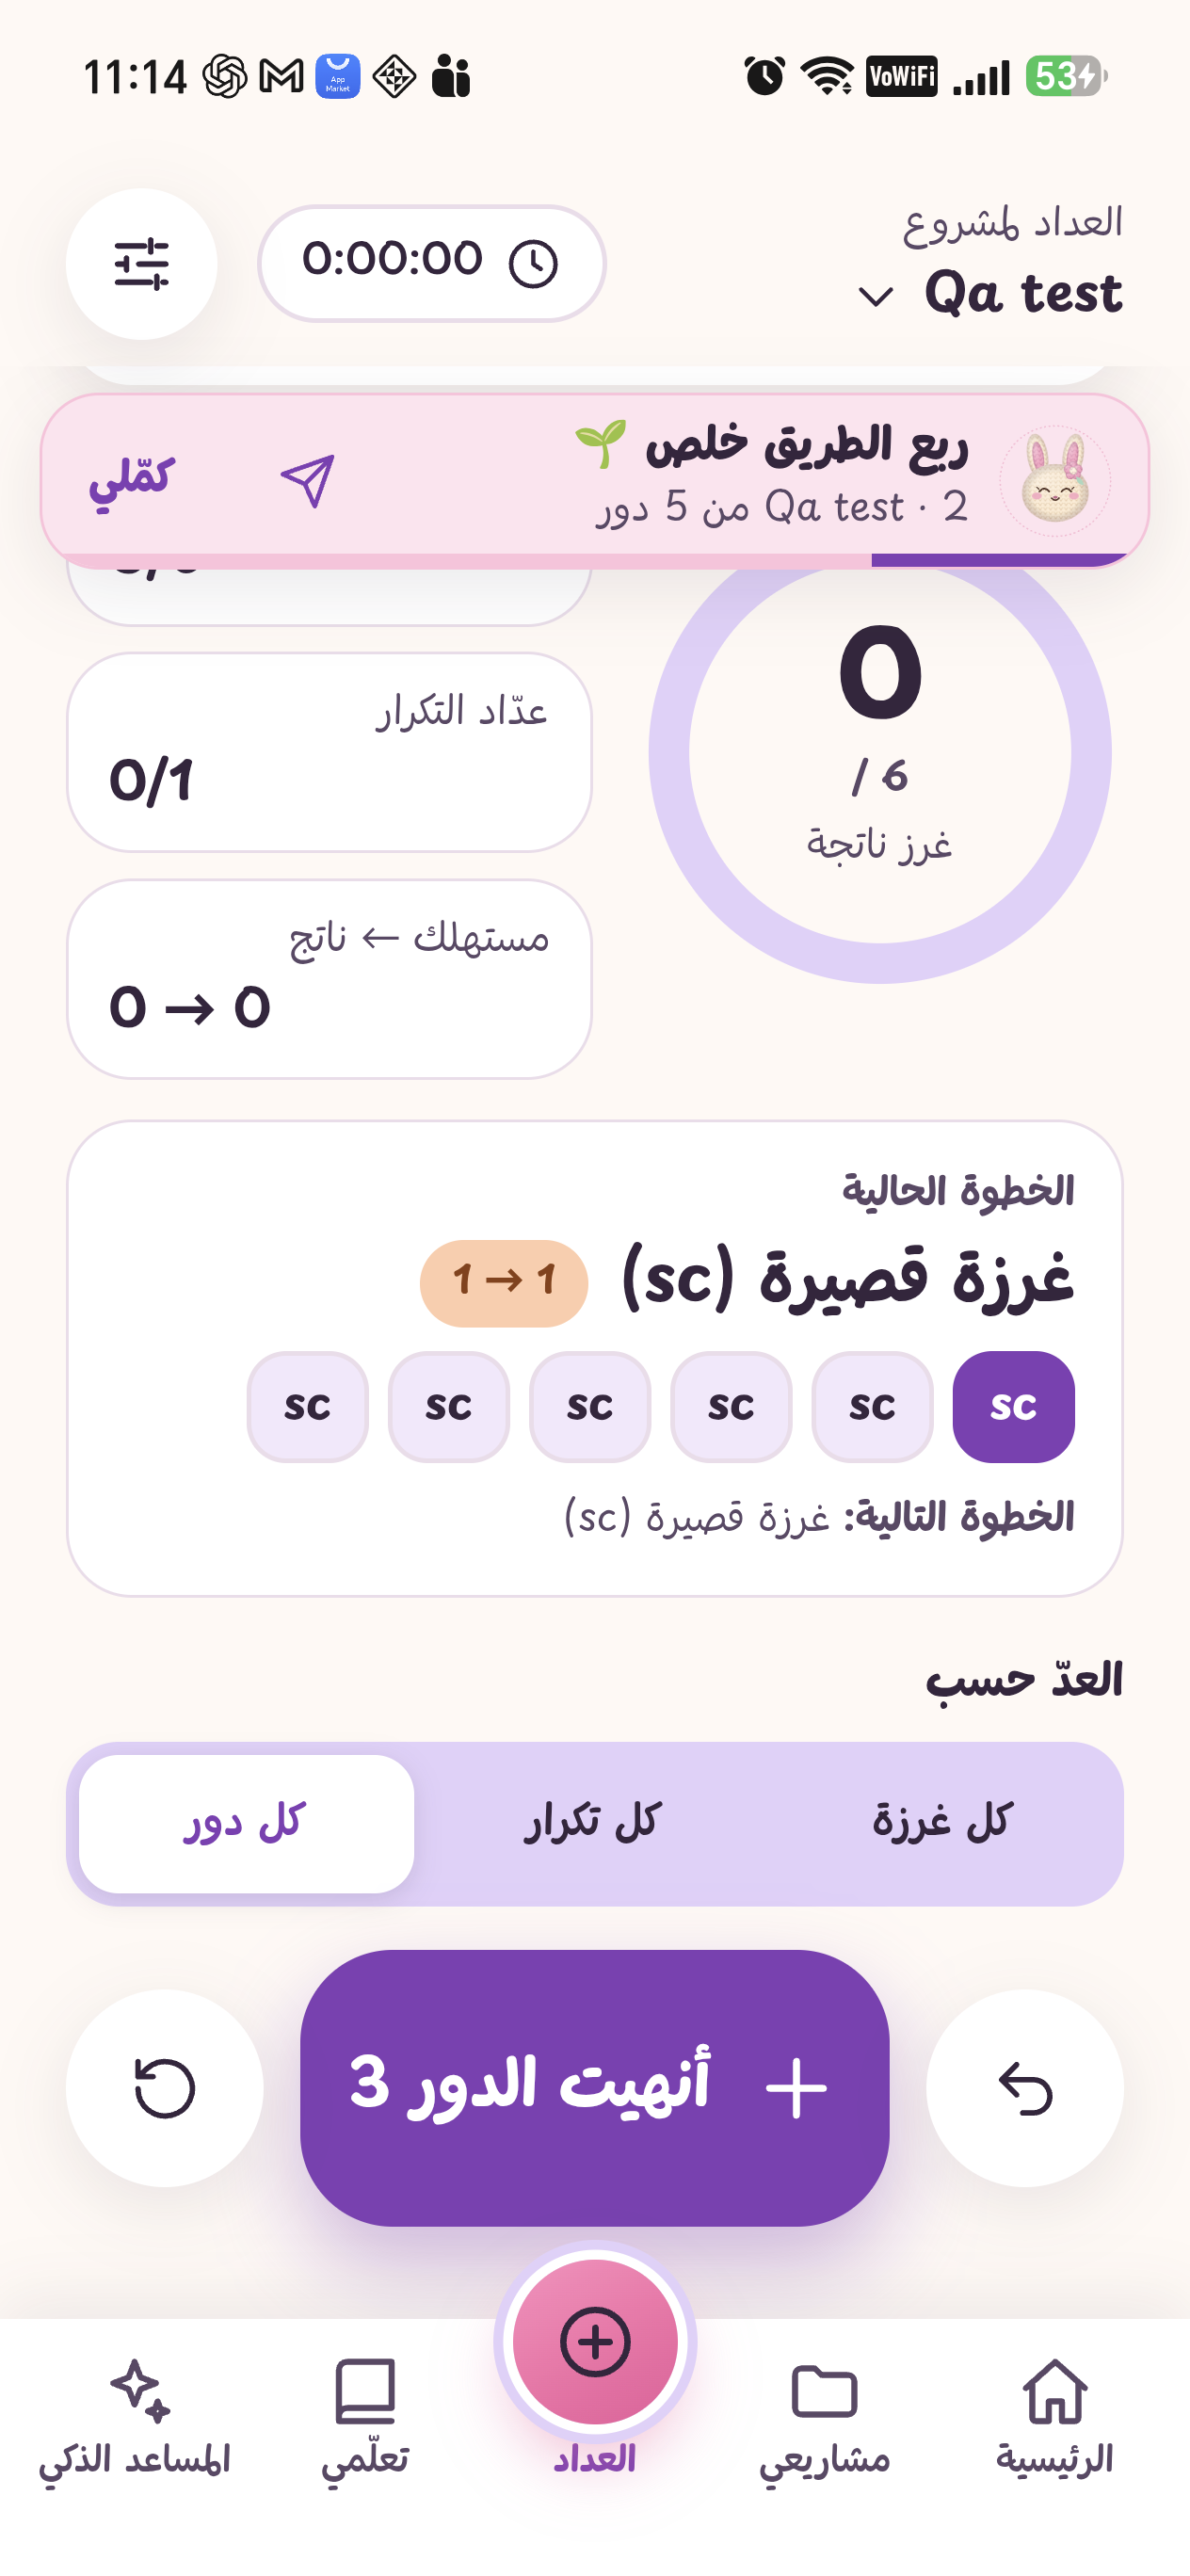 11:14
App Market
VoWiFi
53
العداد لمشروع
Qa test
0:00:00
ربع الطريق خلص 🌱
Qa test · 2 من 5 دور
كمّلي
0
/ 6
غرز ناتجة
عدّاد التكرار
0/1
مستهلك ← ناتج
0 → 0
الخطوة الحالية
غرزة قصيرة (sc)
1 → 1
sc sc sc sc sc sc
الخطوة التالية: غرزة قصيرة (sc)
العدّ حسب
كل غرزة
كل تكرار
كل دور
أنهيت الدور 3
الرئيسية
مشاريعي
العداد
تعلّمي
المساعد الذكي